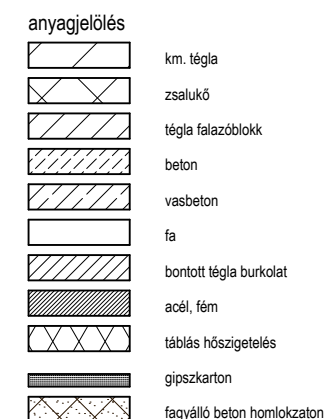 anyagjelölés
km. tégla
zsalukő
tégla falazóblokk
beton
vasbeton
fa
bontott tégla burkolat
acél, fém
táblás hőszigetelés
gipszkarton
fagyálló beton homlokzaton